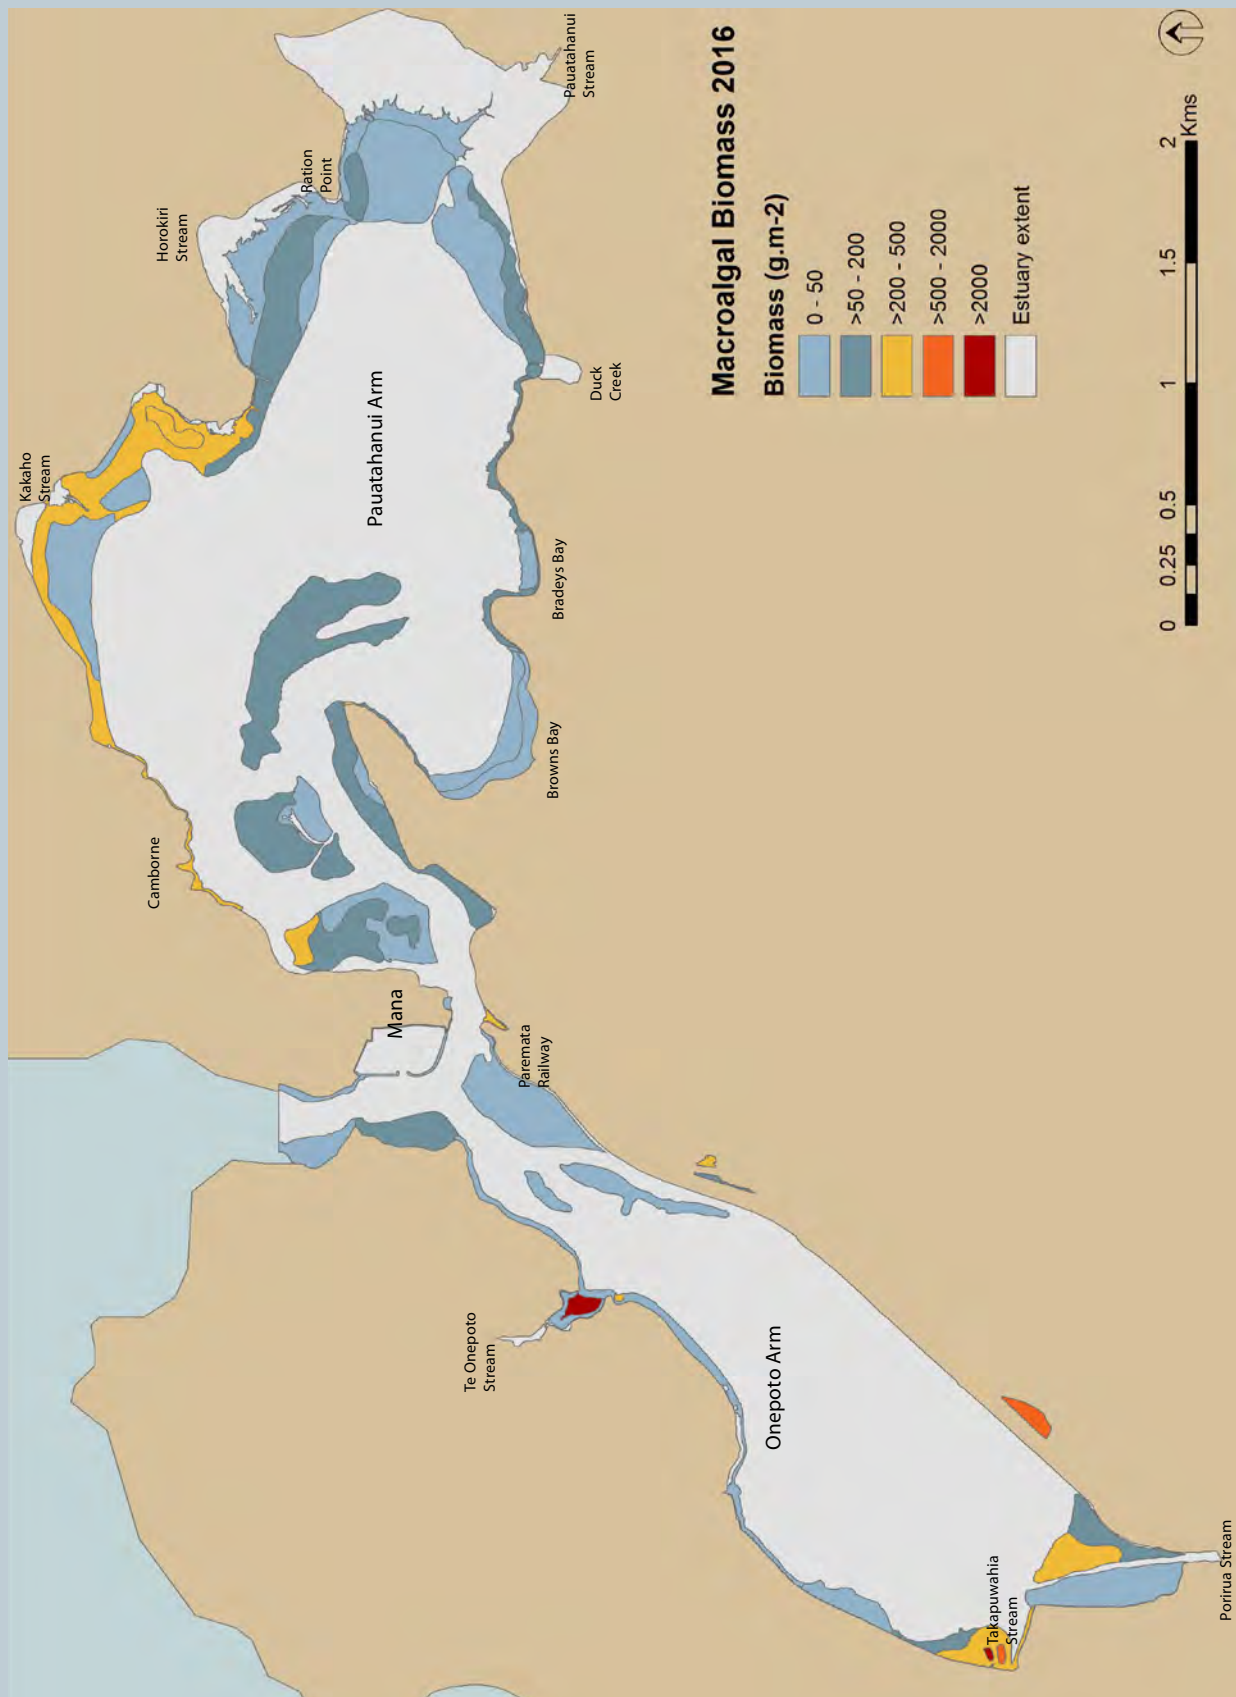 Kakaho
Stream
Horokiri
Stream
Ration
Point
Pauatahanui
Stream
Camborne
Pauatahanui Arm
Duck
Creek
Bradeys Bay
Browns Bay
Mana
Paremata
Railway
Te Onepoto
Stream
Onepoto Arm
Takapuwahia
Stream
Porirua Stream
Macroalgal Biomass 2016
Biomass (g.m-2)
0 - 50
>50 - 200
>200 - 500
>500 - 2000
>2000
Estuary extent
0 0.25 0.5 1 1.5 2
Kms